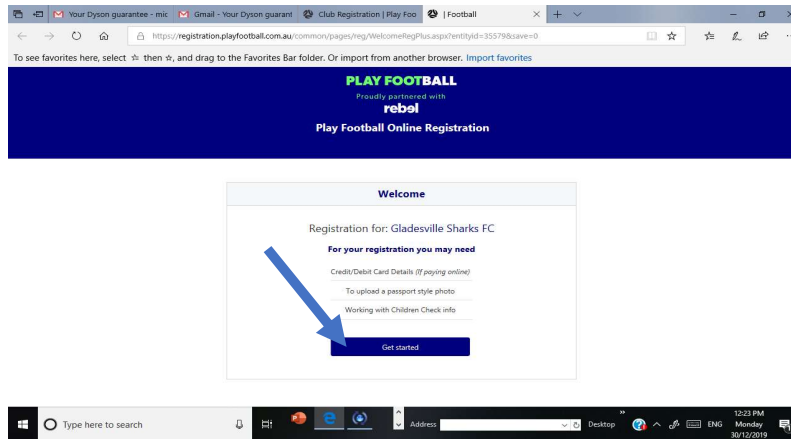 Your Dyson guarantee - mic
Gmail - Your Dyson guarant
Club Registration | Play Foo
| Football
https://registration.playfootball.com.au/common/pages/reg/WelcomeRegPlus.aspx?entityid=35579&save=0
To see favorites here, select ☆ then ☆, and drag to the Favorites Bar folder. Or import from another browser. Import favorites
PLAY FOOTBALL
Proudly partnered with
rebel
Play Football Online Registration
Welcome
Registration for: Gladesville Sharks FC
For your registration you may need
Credit/Debit Card Details (If paying online)
To upload a passport style photo
Working with Children Check info
Get started
Type here to search
Address
Desktop
ENG
12:23 PM
Monday
30/12/2019